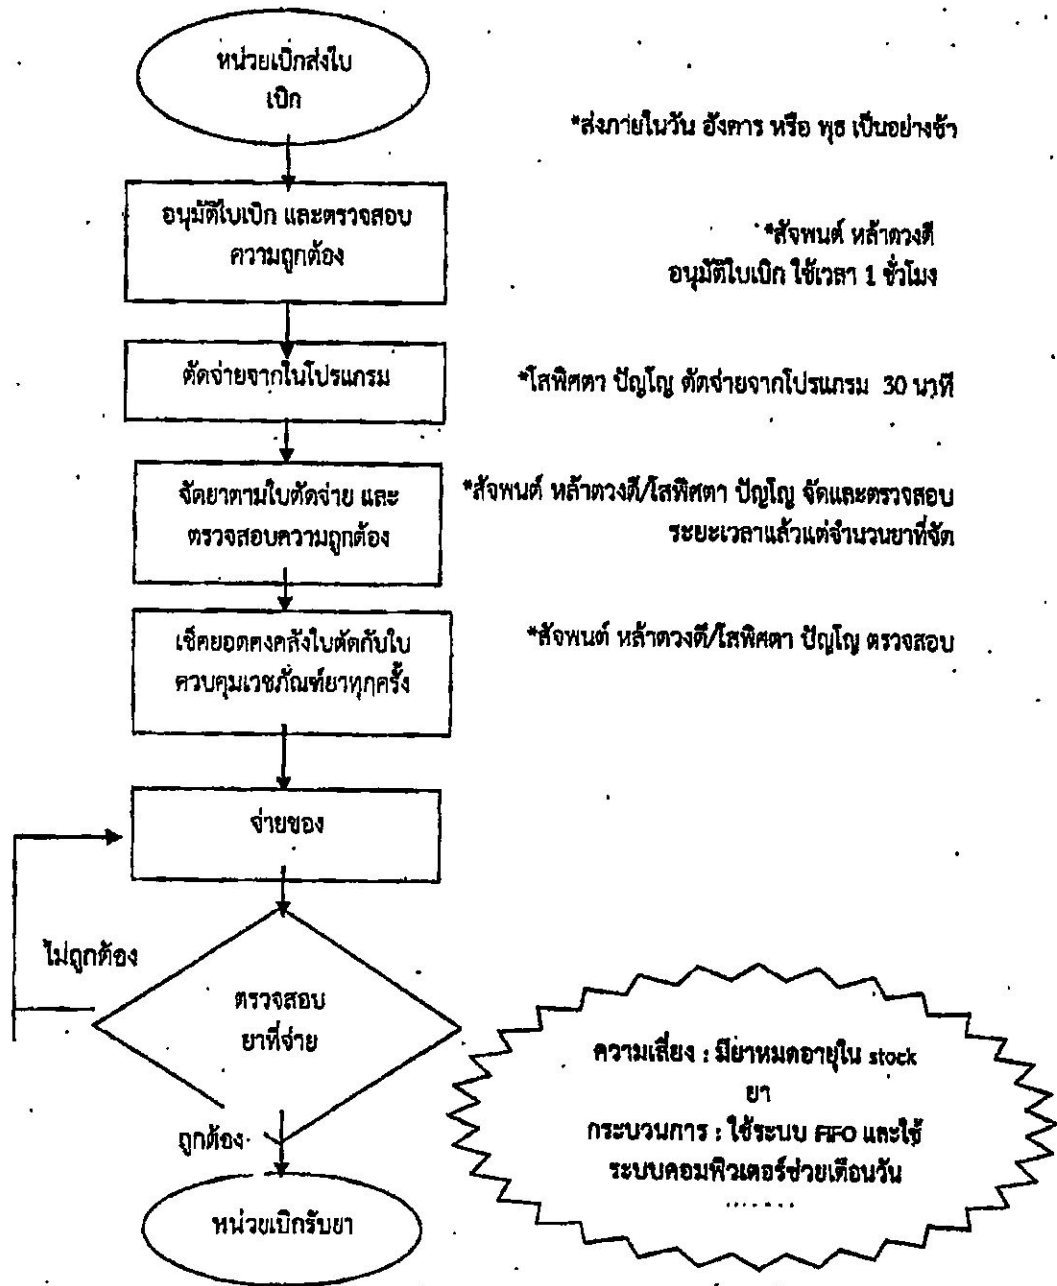 หน่วยเบิกส่งใบ
เบิก
*ส่งภายในวัน อังคาร หรือ พุธ เป็นอย่างช้า
อนุมัติใบเบิก และตรวจสอบ
ความถูกต้อง
*สัจพนต์ หล้าดวงดี
อนุมัติใบเบิก ใช้เวลา 1 ชั่วโมง
ตัดจ่ายจากในโปรแกรม
*โสพิศตา ปัญโญ ตัดจ่ายจากโปรแกรม 30 นาที
จัดยาตามใบตัดจ่าย และ
ตรวจสอบความถูกต้อง
*สัจพนต์ หล้าดวงดี/โสพิศตา ปัญโญ จัดและตรวจสอบ
ระยะเวลาแล้วแต่จำนวนยาที่จัด
เช็คยอดคงคลังใบตัดกับใบ
ควบคุมเวชภัณฑ์ยาทุกครั้ง
*สัจพนต์ หล้าดวงดี/โสพิศตา ปัญโญ ตรวจสอบ
จ่ายของ
ไม่ถูกต้อง
ตรวจสอบ
ยาที่จ่าย
ถูกต้อง
หน่วยเบิกรับยา
ความเสี่ยง : มียาหมดอายุใน stock
ยา
กระบวนการ : ใช้ระบบ FIFO และใช้
ระบบคอมพิวเตอร์ช่วยเตือนวัน